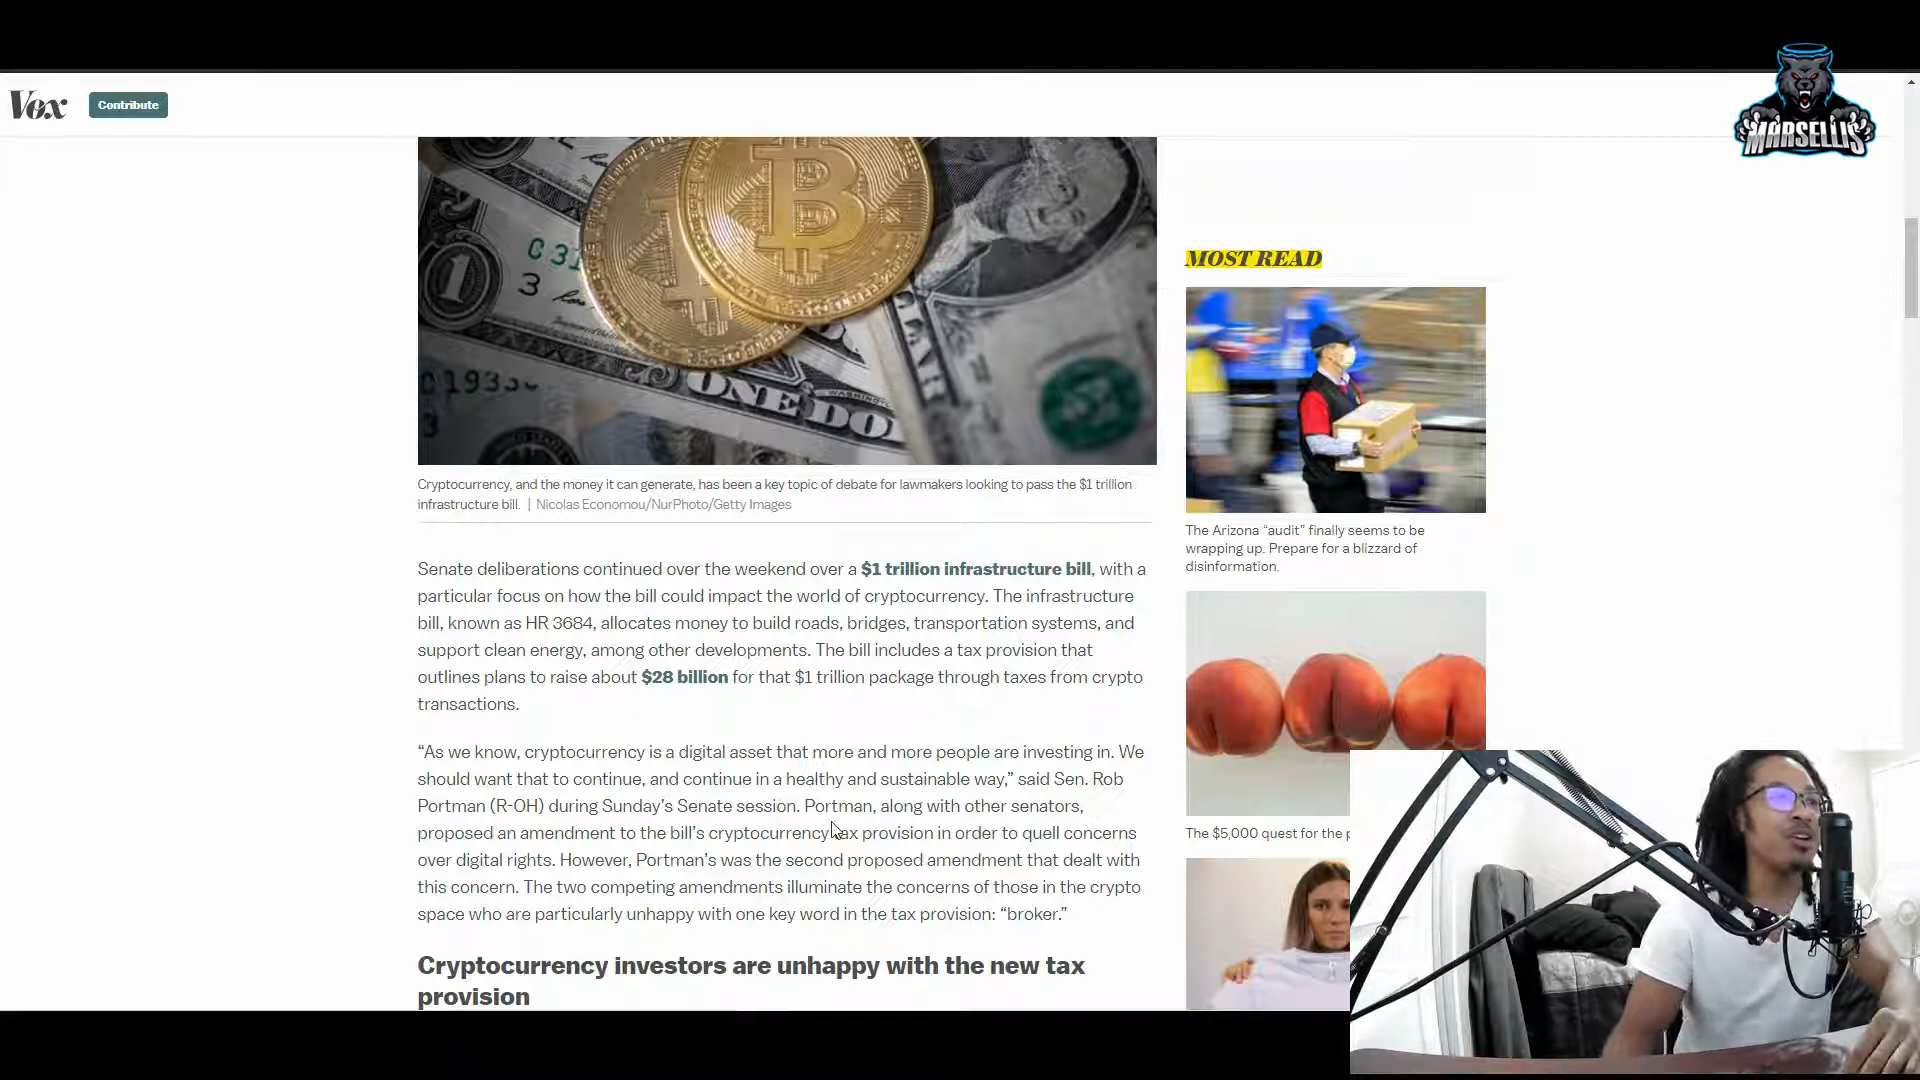 Vox
Contribute
MARSELLIS
1
C 31
3
01935
ONE DO
WASHING
LAR
MOST READ
The Arizona “audit” finally seems to be
wrapping up. Prepare for a blizzard of
disinformation.
The $5,000 quest for the p
Cryptocurrency, and the money it can generate, has been a key topic of debate for lawmakers looking to pass the $1 trillion
infrastructure bill. | Nicolas Economou/NurPhoto/Getty Images
Senate deliberations continued over the weekend over a $1 trillion infrastructure bill, with a
particular focus on how the bill could impact the world of cryptocurrency. The infrastructure
bill, known as HR 3684, allocates money to build roads, bridges, transportation systems, and
support clean energy, among other developments. The bill includes a tax provision that
outlines plans to raise about $28 billion for that $1 trillion package through taxes from crypto
transactions.
“As we know, cryptocurrency is a digital asset that more and more people are investing in. We
should want that to continue, and continue in a healthy and sustainable way,” said Sen. Rob
Portman (R-OH) during Sunday’s Senate session. Portman, along with other senators,
proposed an amendment to the bill’s cryptocurrency tax provision in order to quell concerns
over digital rights. However, Portman’s was the second proposed amendment that dealt with
this concern. The two competing amendments illuminate the concerns of those in the crypto
space who are particularly unhappy with one key word in the tax provision: “broker.”
Cryptocurrency investors are unhappy with the new tax
provision